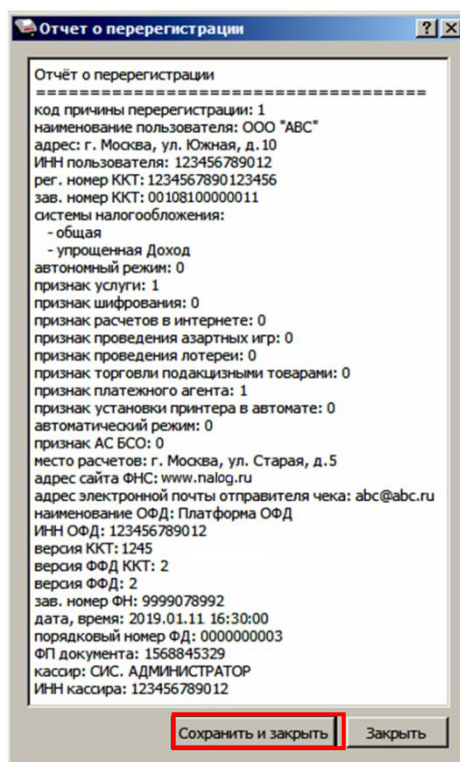 Отчет о перерегистрации
Отчёт о перерегистрации
=====================================
код причины перерегистрации: 1
наименование пользователя: ООО "АВС"
адрес: г. Москва, ул. Южная, д.10
ИНН пользователя: 123456789012
рег. номер ККТ: 1234567890123456
зав. номер ККТ: 00108100000011
системы налогообложения:
- общая
- упрощенная Доход
автономный режим: 0
признак услуги: 1
признак шифрования: 0
признак расчетов в интернете: 0
признак проведения азартных игр: 0
признак проведения лотереи: 0
признак торговли подакцизными товарами: 0
признак платежного агента: 1
признак установки принтера в автомате: 0
автоматический режим: 0
признак АС БСО: 0
место расчетов: г. Москва, ул. Старая, д.5
адрес сайта ФНС: www.nalog.ru
адрес электронной почты отправителя чека: abc@abc.ru
наименование ОФД: Платформа ОФД
ИНН ОФД: 123456789012
версия ККТ: 1245
версия ФФД ККТ: 2
версия ФФД: 2
зав. номер ФН: 9999078992
дата, время: 2019.01.11 16:30:00
порядковый номер ФД: 0000000003
ФП документа: 1568845329
кассир: СИС. АДМИНИСТРАТОР
ИНН кассира: 123456789012
Сохранить и закрыть Закрыть